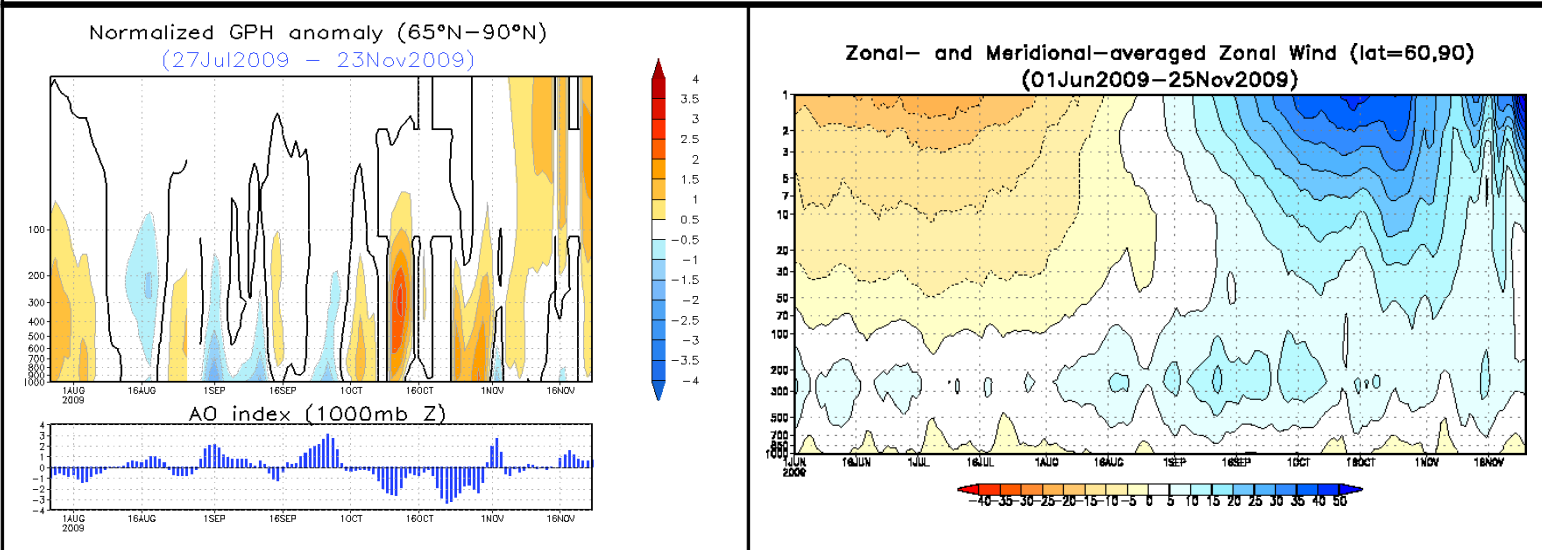 Normalized GPH anomaly (65°N−90°N)
(27Jul2009 − 23Nov2009)
100
200
300
400
500
600
700
800
900
1000
1AUG
2009
16AUG
1SEP
16SEP
1OCT
16OCT
1NOV
16NOV
4
3.5
3
2.5
2
1.5
1
0.5
−0.5
−1
−1.5
−2
−2.5
−3
−3.5
−4
AO index (1000mb Z)
4
3
2
1
0
−1
−2
−3
−4
1AUG
2009
16AUG
1SEP
16SEP
1OCT
16OCT
1NOV
16NOV
Zonal− and Meridional−averaged Zonal Wind (lat=60,90)
(01Jun2009−25Nov2009)
1
2
3
5
7
10
20
30
50
70
100
200
300
500
700
850
1000
1JUN
2009
16JUN
1JUL
16JUL
1AUG
16AUG
1SEP
16SEP
1OCT
16OCT
1NOV
16NOV
−40 −35 −30 −25 −20 −15 −10 −5 0 5 10 15 20 25 30 35 40 50